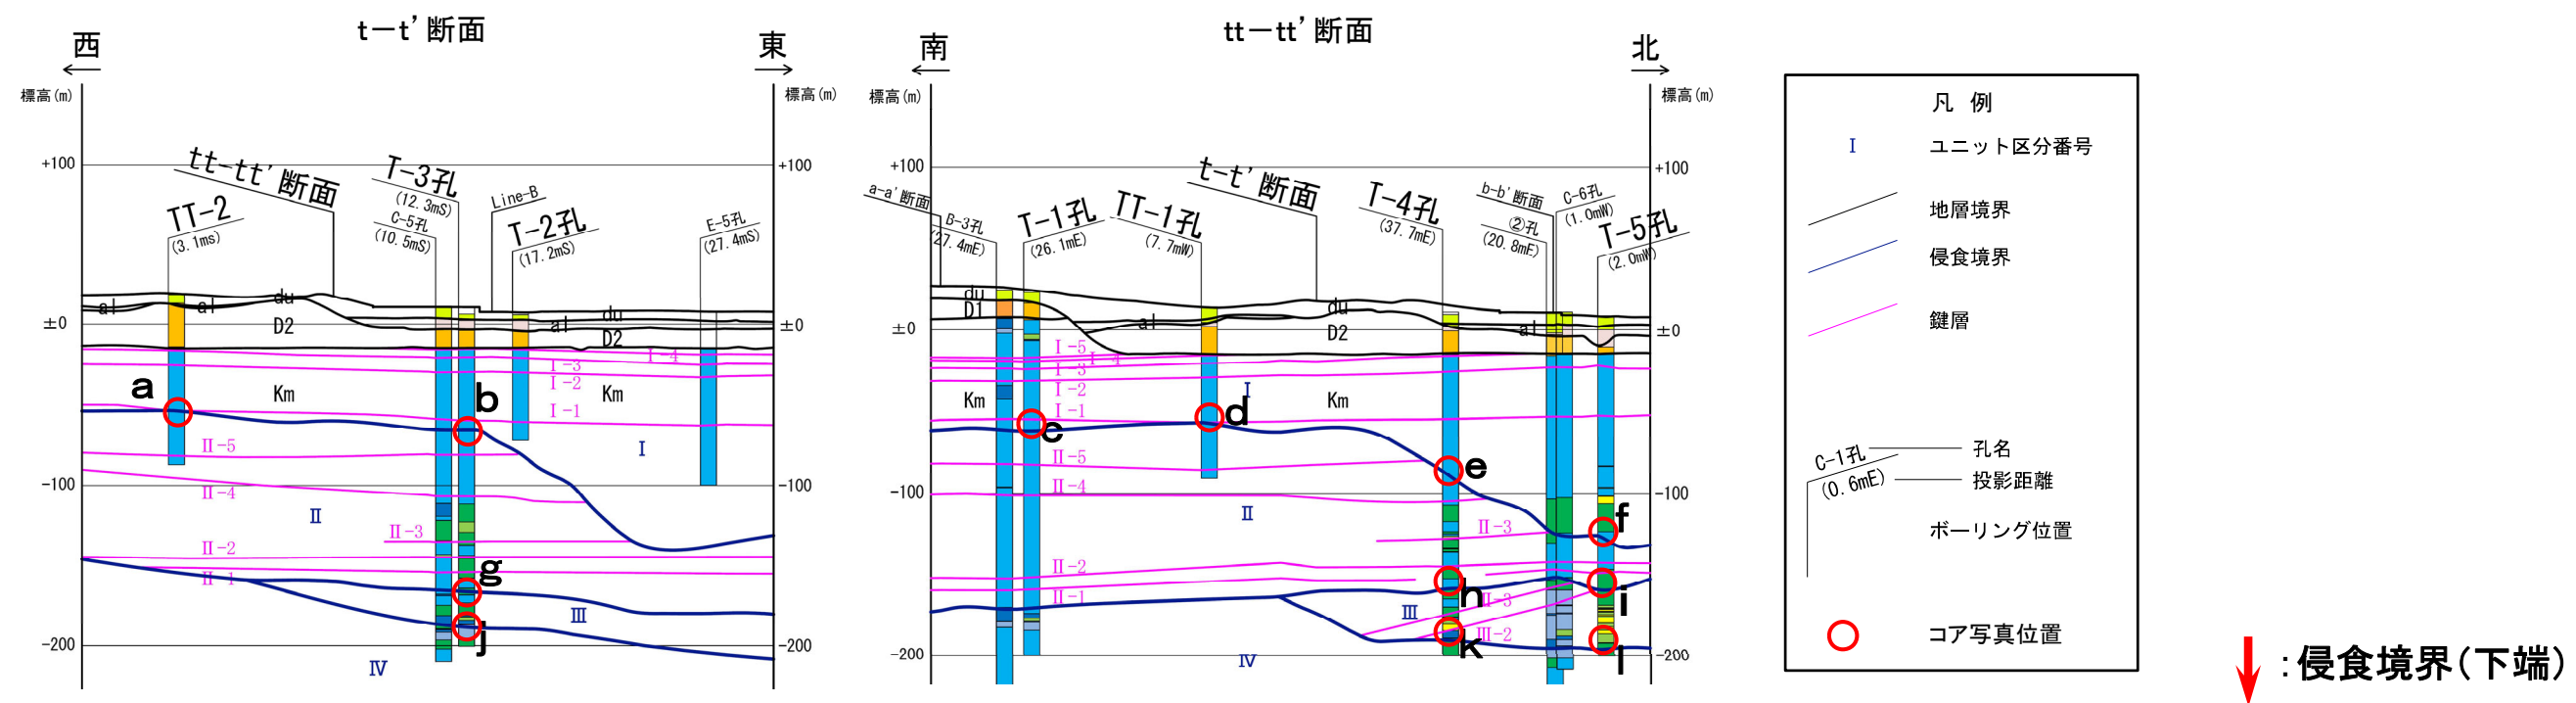 t－t’断面
西
東
標高(m)
標高(m)
+100
+100
tt－tt’断面
T－3孔
(12.3mS)
C-5孔
(10.5mS)
Line-B
TT－2
(3.1ms)
T－2孔
(17.2mS)
E-5孔
(27.4mS)
al
al
du
D2
al
du
D2
±0
±0
Ⅰ-4
Ⅰ-3
Ⅰ-2
Ⅰ-1
a
b
Km
Km
Ⅰ
Ⅱ-5
Ⅱ-4
Ⅱ
-100
-100
Ⅱ-3
Ⅱ-2
Ⅱ-1
g
Ⅲ
j
-200
-200
Ⅳ
tt－tt’断面
南
北
標高(m)
標高(m)
+100
+100
a-a’断面
B-3孔
(27.4mE)
T－1孔
(26.1mE)
TT－1孔
(7.7mW)
t－t’断面
T－4孔
(37.7mE)
b-b’断面
②孔
(20.8mE)
C-6孔
(1.0mW)
T－5孔
(2.0mW)
du
D1
al
du
D2
al
±0
±0
Ⅰ-5
Ⅰ-4
Ⅰ-3
Ⅰ-2
Ⅰ-1
Ⅰ
Km
Km
c
d
e
Ⅱ-5
Ⅱ-4
-100
-100
Ⅱ
Ⅱ-3
f
Ⅱ-2
Ⅱ-1
h
i
Ⅲ
Ⅲ-3
Ⅲ-2
k
l
-200
-200
Ⅳ
凡 例
Ⅰ
ユニット区分番号
地層境界
侵食境界
鍵層
C-1孔
孔名
(0.6mE)
投影距離
ボーリング位置
コア写真位置
：侵食境界（下端）